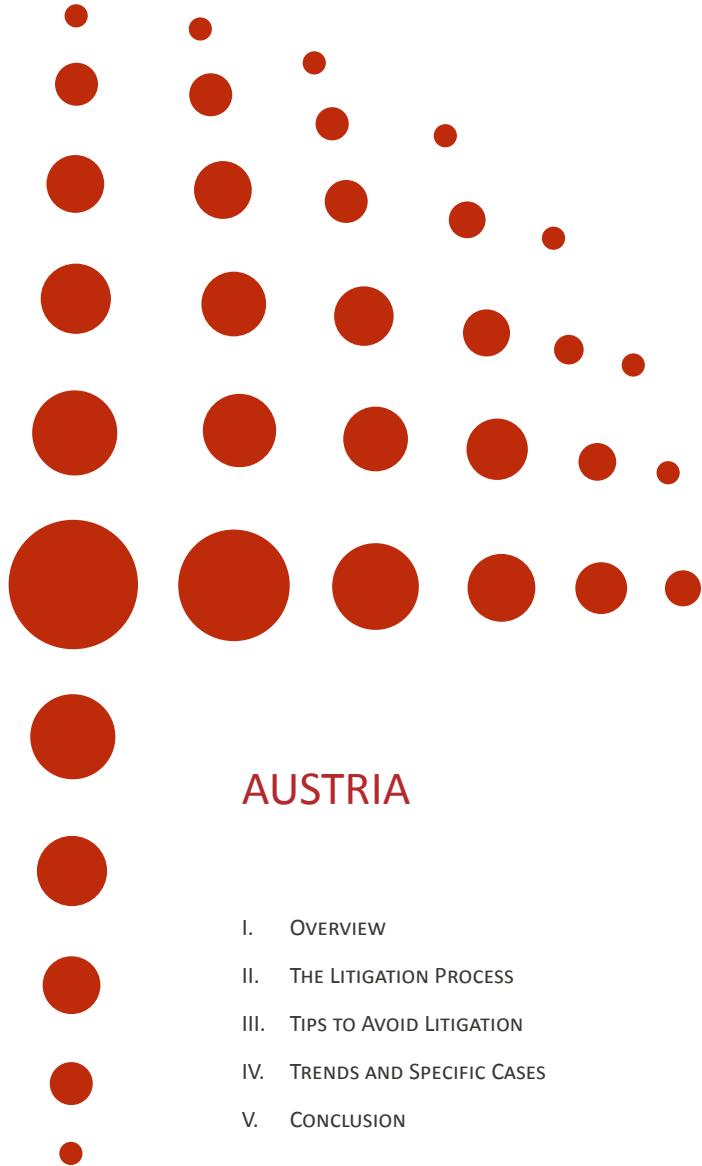 AUSTRIA
I. Overview
II. The Litigation Process
III. Tips to Avoid Litigation
IV. Trends and Specific Cases
V. Conclusion